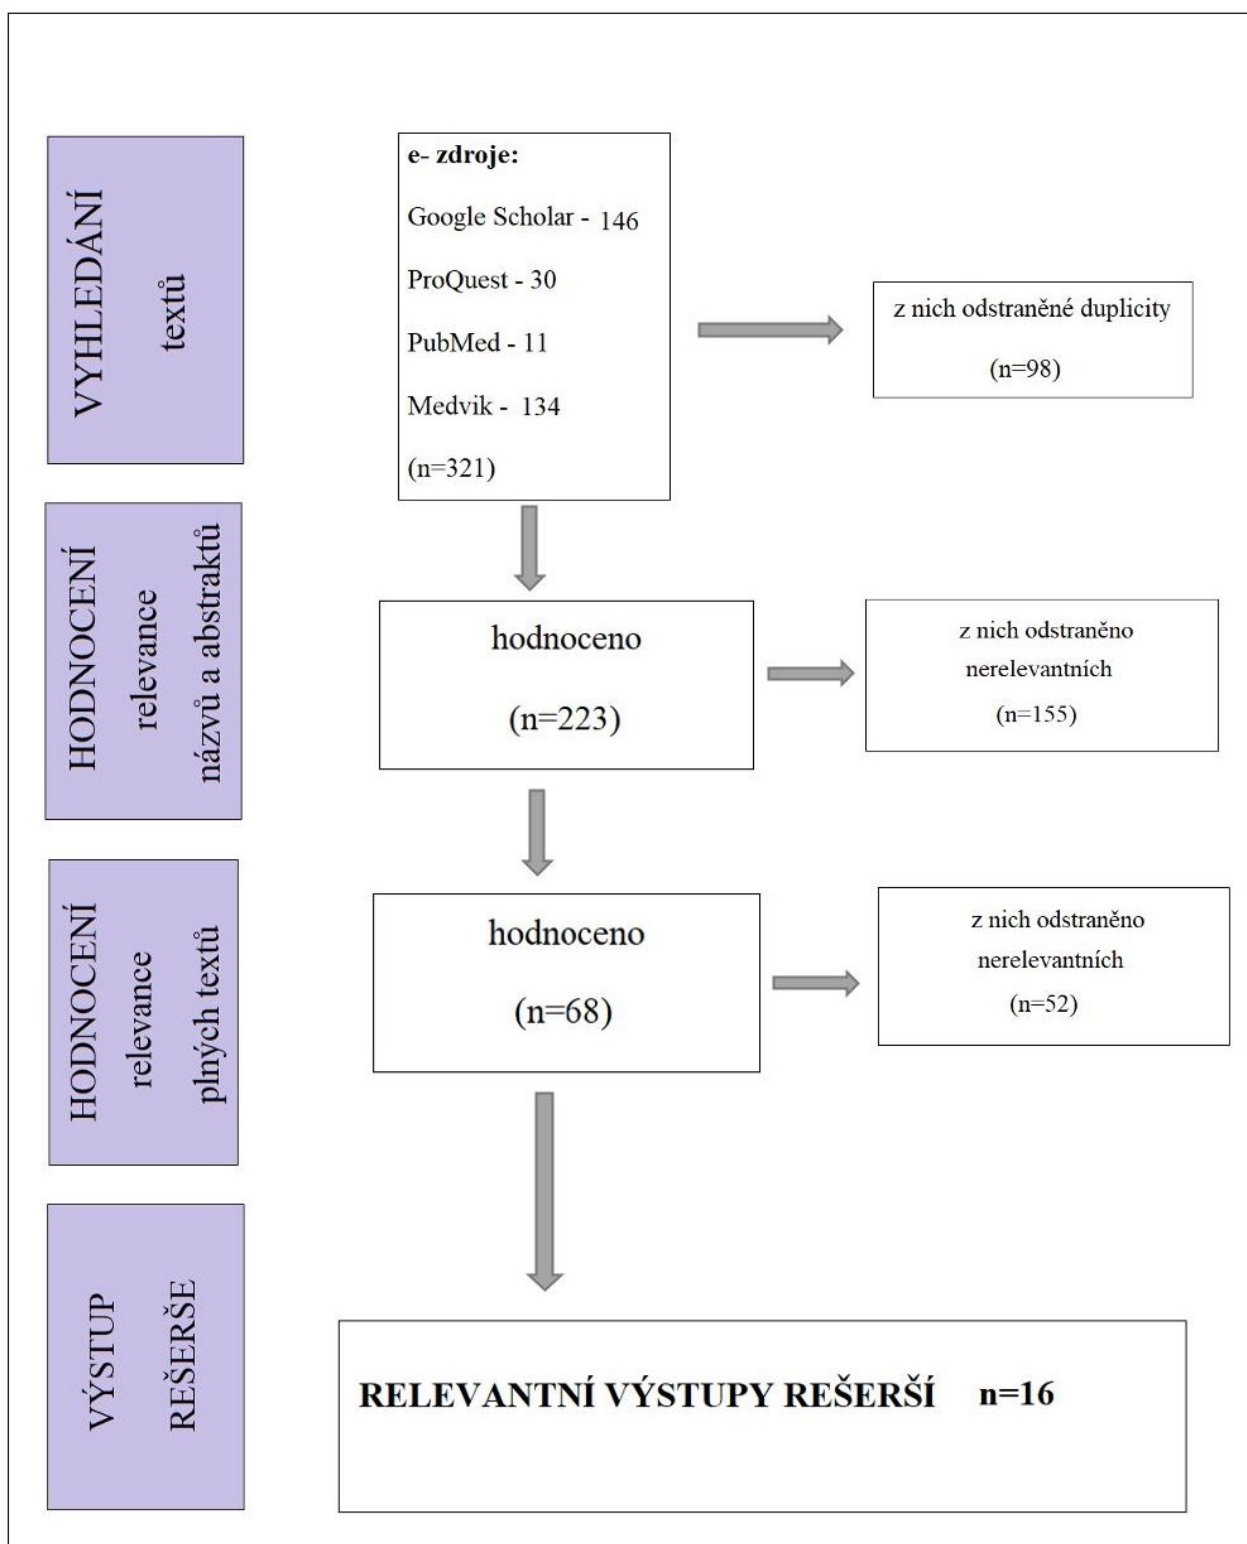 VYHLEDÁNÍ
textů
e- zdroje:
Google Scholar - 146
ProQuest - 30
PubMed - 11
Medvik - 134
(n=321)
z nich odstraněné duplicity
(n=98)
HODNOCENÍ
relevance
názvů a abstraktů
hodnoceno
(n=223)
z nich odstraněno
nerelevantních
(n=155)
HODNOCENÍ
relevance
plných textů
hodnoceno
(n=68)
z nich odstraněno
nerelevantních
(n=52)
VÝSTUP
REŠERŠE
RELEVANTNÍ VÝSTUPY REŠERŠÍ n=16